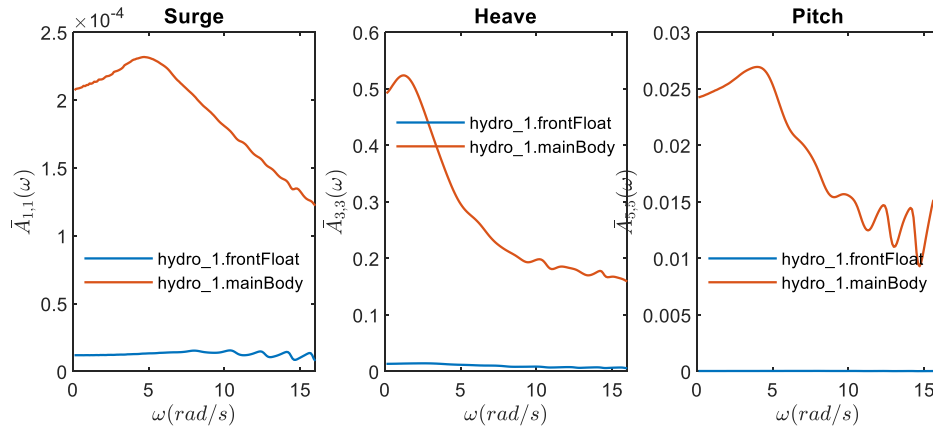 Surge
×10⁻⁴
2.5
2
1.5
1
0.5
0
0
5
10
15
Ā₁,₁(ω)
ω(rad/s)
hydro_1.frontFloat
hydro_1.mainBody
Heave
0.6
0.5
0.4
0.3
0.2
0.1
0
0
5
10
15
Ā₃,₃(ω)
ω(rad/s)
hydro_1.frontFloat
hydro_1.mainBody
Pitch
0.03
0.025
0.02
0.015
0.01
0.005
0
0
5
10
15
Ā₅,₅(ω)
ω(rad/s)
hydro_1.frontFloat
hydro_1.mainBody